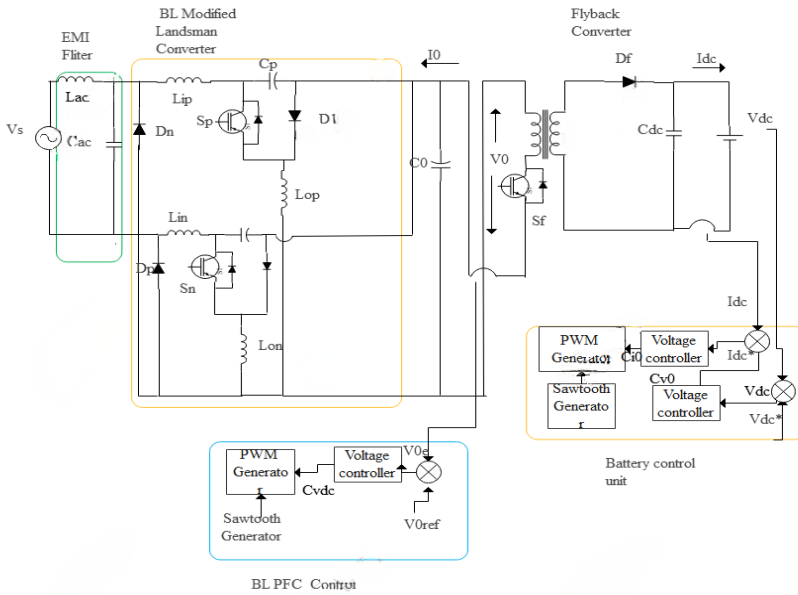 BL Modified
Landsman
Converter
Flyback
Converter
EMI
Fliter
Cp
I0
Df
Idc
Lac
Lip
Sp
D1
Vs
Cac
Dn
Cdc
Vdc
C0
V0
Lop
Lin
Sf
Dp
Sn
Lon
Idc
PWM
Generator
Ci0
Voltage
controller
Idc*
Cv0
Sawtooth
Generato
r
Voltage
controller
Vdc
Vdc*
Battery control
unit
PWM
Generato
r
Voltage
controller
V0e
Cvdc
Sawtooth
Generator
V0ref
BL PFC Control